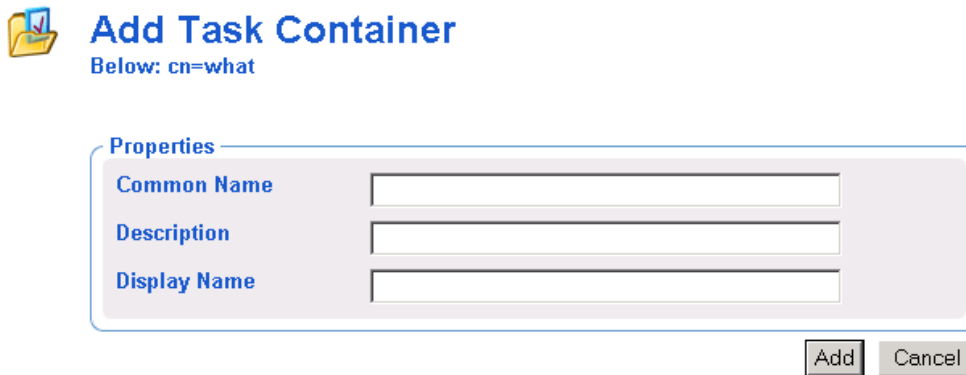 Add Task Container
Below: cn=what
Properties
Common Name
Description
Display Name
Add Cancel